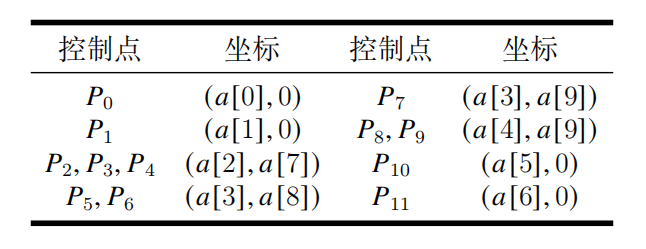 控制点 坐标 控制点 坐标
P₀ (a[0],0) P₇ (a[3],a[9])
P₁ (a[1],0) P₈,P₉ (a[4],a[9])
P₂,P₃,P₄ (a[2],a[7]) P₁₀ (a[5],0)
P₅,P₆ (a[3],a[8]) P₁₁ (a[6],0)